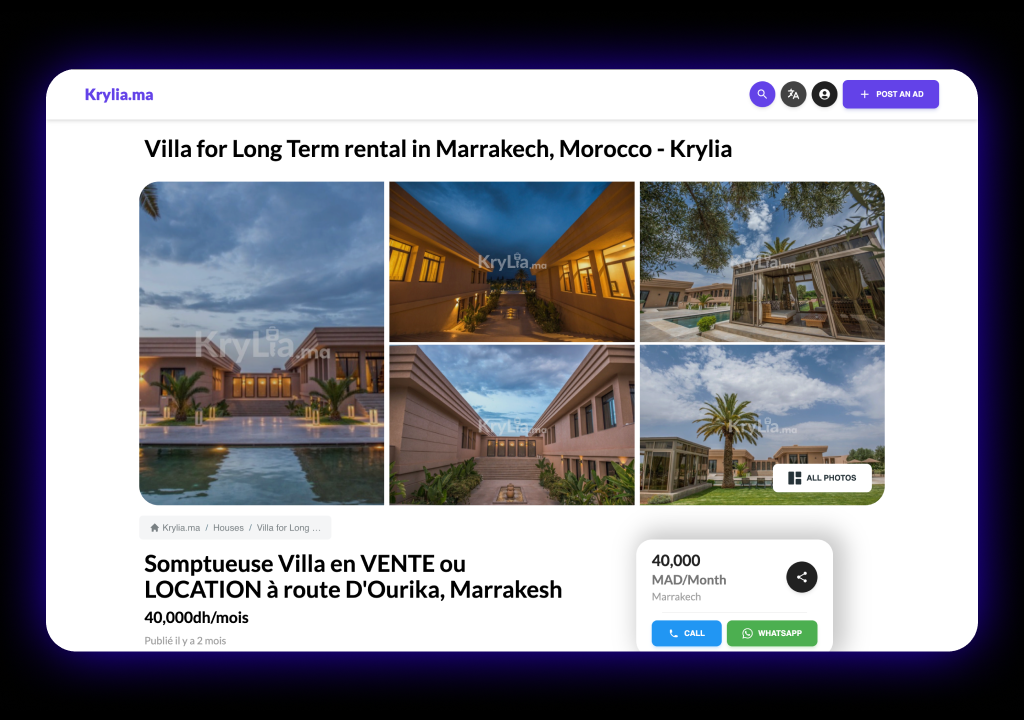 Krylia.ma
POST AN AD
Villa for Long Term rental in Marrakech, Morocco - Krylia
KryLia.ma
KryLia.ma
KryLia.ma
KryLia.ma
KryLia.ma
ALL PHOTOS
Krylia.ma / Houses / Villa for Long ...
Somptueuse Villa en VENTE ou
LOCATION à route D'Ourika, Marrakesh
40,000dh/mois
Publié il y a 2 mois
40,000
MAD/Month
Marrakech
CALL
WHATSAPP